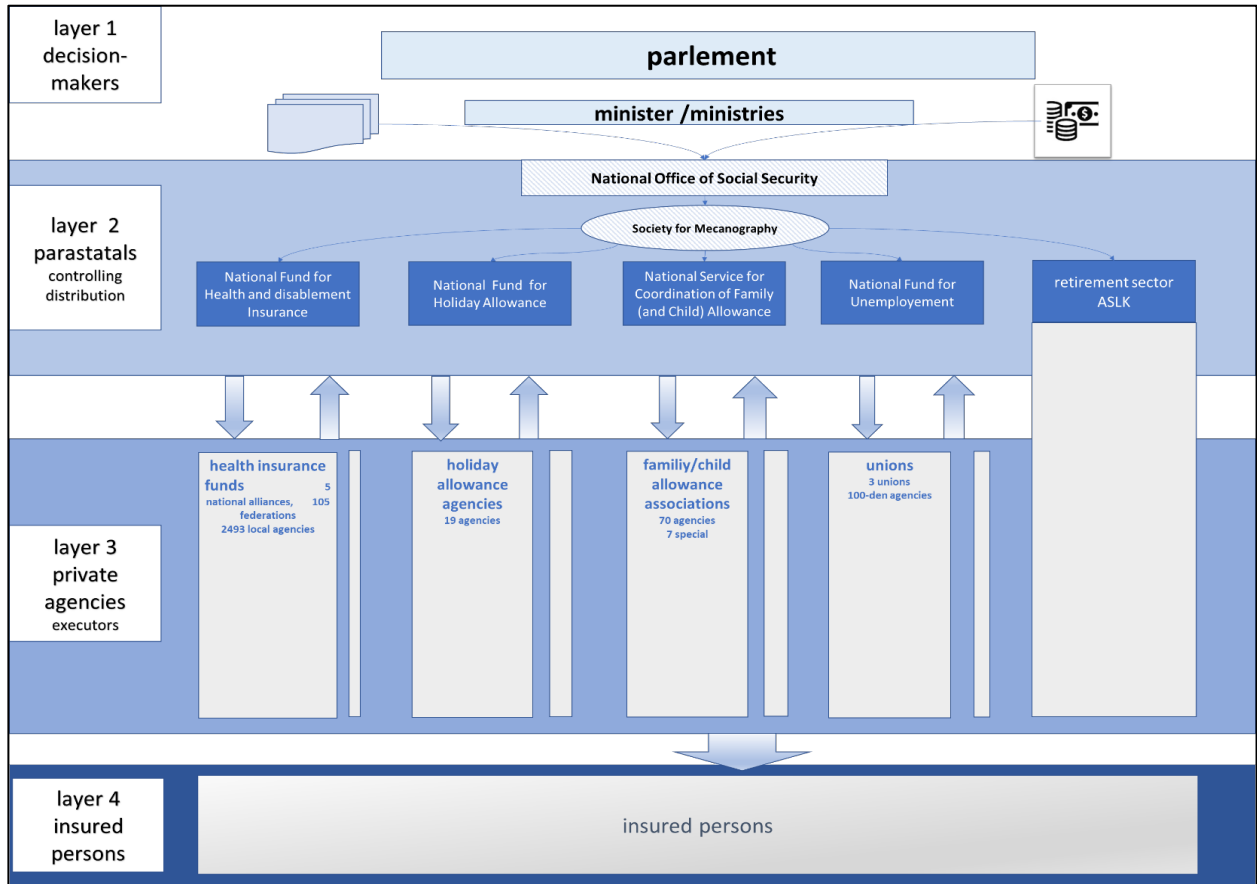 layer 1
decision-
makers
parlement
minister /ministries
National Office of Social Security
layer 2
parastatals
controlling
distribution
Society for Mecanography
National Fund for
Health and disablement
Insurance
National Fund for
Holiday Allowance
National Service for
Coordination of Family
(and Child) Allowance
National Fund for
Unemployement
retirement sector
ASLK
layer 3
private
agencies
executors
health insurance
funds 5
national alliances, 105
federations
2493 local agencies
holiday
allowance
agencies
19 agencies
familiy/child
allowance
associations
70 agencies
7 special
unions
3 unions
100-den agencies
layer 4
insured
persons
insured persons